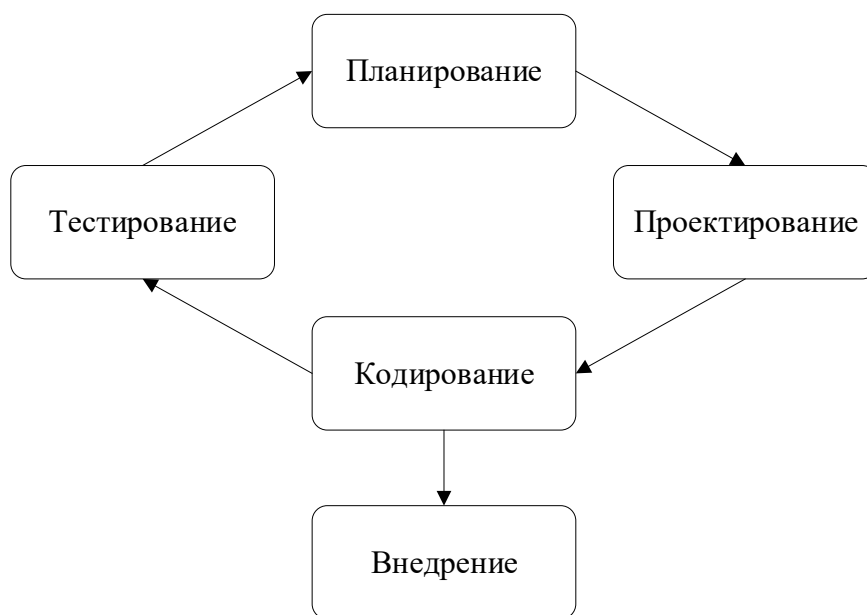 Планирование
Тестирование
Проектирование
Кодирование
Внедрение